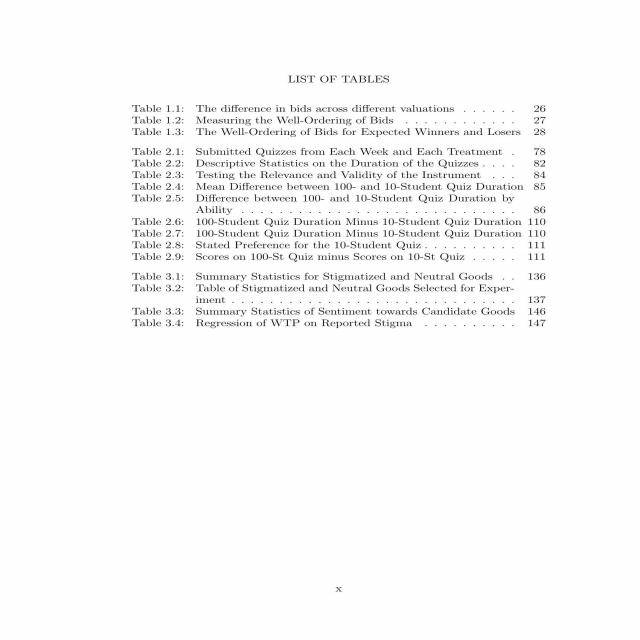 LIST OF TABLES
Table 1.1: The difference in bids across different valuations . . . . . . 26
Table 1.2: Measuring the Well-Ordering of Bids . . . . . . . . . . . . 27
Table 1.3: The Well-Ordering of Bids for Expected Winners and Losers 28
Table 2.1: Submitted Quizzes from Each Week and Each Treatment . 78
Table 2.2: Descriptive Statistics on the Duration of the Quizzes . . . . 82
Table 2.3: Testing the Relevance and Validity of the Instrument . . . 84
Table 2.4: Mean Difference between 100- and 10-Student Quiz Duration 85
Table 2.5: Difference between 100- and 10-Student Quiz Duration by
Ability . . . . . . . . . . . . . . . . . . . . . . . . . . . . . 86
Table 2.6: 100-Student Quiz Duration Minus 10-Student Quiz Duration 110
Table 2.7: 100-Student Quiz Duration Minus 10-Student Quiz Duration 110
Table 2.8: Stated Preference for the 10-Student Quiz . . . . . . . . . . 111
Table 2.9: Scores on 100-St Quiz minus Scores on 10-St Quiz . . . . . 111
Table 3.1: Summary Statistics for Stigmatized and Neutral Goods . . 136
Table 3.2: Table of Stigmatized and Neutral Goods Selected for Exper-
iment . . . . . . . . . . . . . . . . . . . . . . . . . . . . . . 137
Table 3.3: Summary Statistics of Sentiment towards Candidate Goods 146
Table 3.4: Regression of WTP on Reported Stigma . . . . . . . . . . 147
x